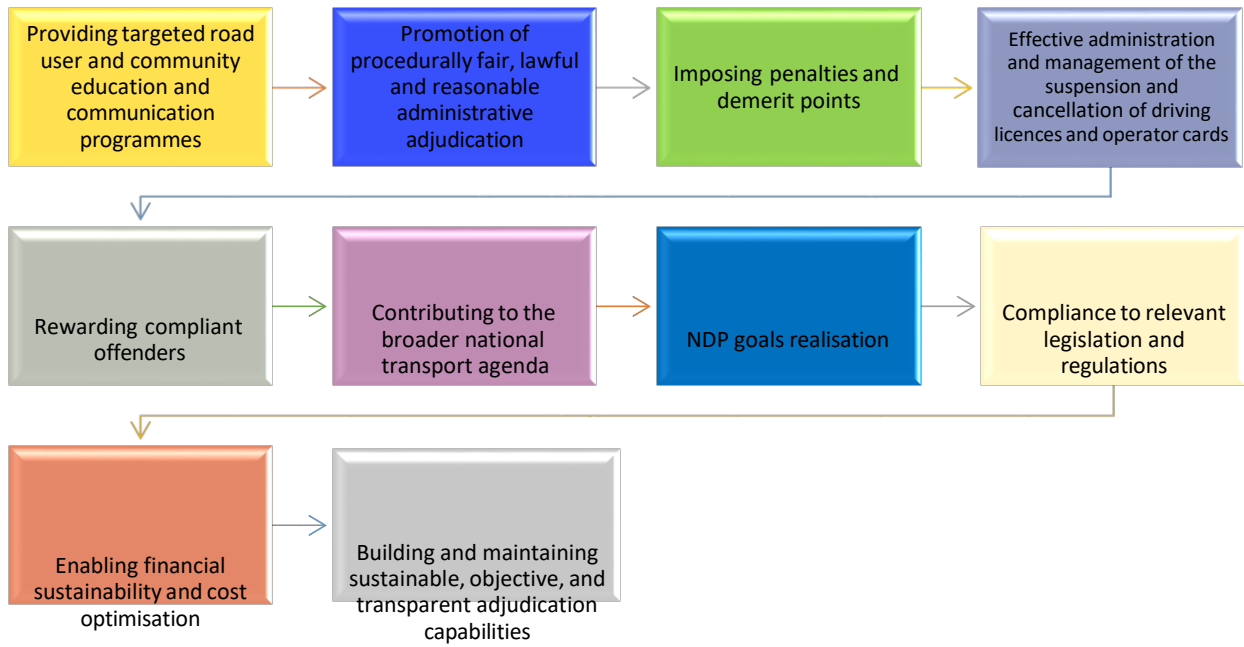 Providing targeted road
user and community
education and
communication
programmes
Promotion of
procedurally fair, lawful
and reasonable
administrative
adjudication
Imposing penalties and
demerit points
Effective administration
and management of the
suspension and
cancellation of driving
licences and operator cards
Rewarding compliant
offenders
Contributing to the
broader national
transport agenda
NDP goals realisation
Compliance to relevant
legislation and
regulations
Enabling financial
sustainability and cost
optimisation
Building and maintaining
sustainable, objective, and
transparent adjudication
capabilities